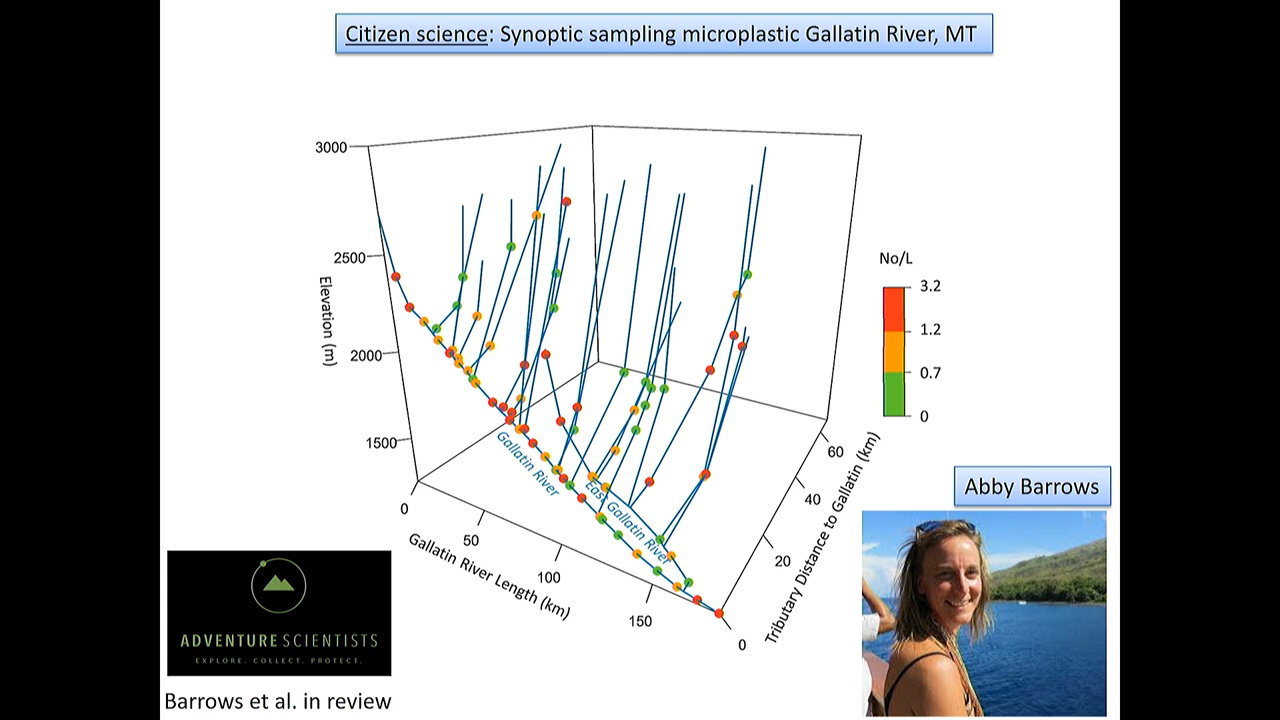 Citizen science: Synoptic sampling microplastic Gallatin River, MT
3000
2500
2000
1500
Elevation (m)
0
50
100
150
Gallatin River Length (km)
0
20
40
60
Tributary Distance to Gallatin (km)
Gallatin River
East Gallatin River
No/L
3.2
1.2
0.7
0
Abby Barrows
ADVENTURE SCIENTISTS
EXPLORE. COLLECT. PROTECT.
Barrows et al. in review